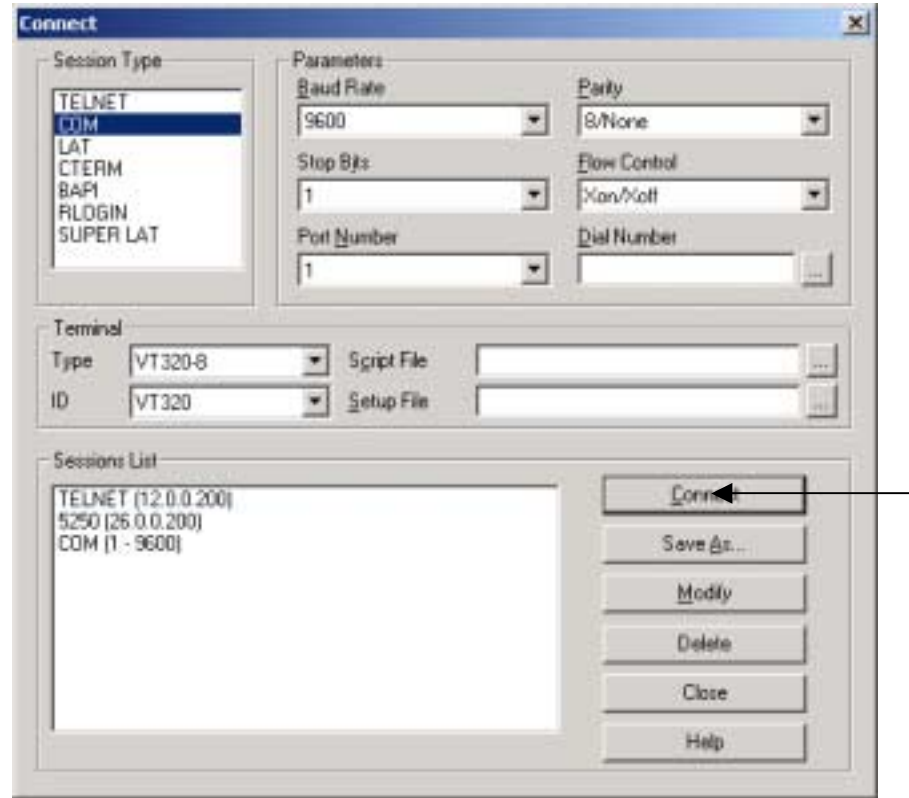 Connect
Session Type
TELNET
COM
LAT
CTERM
BAPI
RLOGIN
SUPER LAT
Parameters
Baud Rate
9600
Parity
8/None
Stop Bits
1
Flow Control
Xon/Xoff
Port Number
1
Dial Number
...
Terminal
Type VT320-8 Script File ...
ID VT320 Setup File ...
Sessions List
TELNET (12.0.0.200)
5250 (26.0.0.200)
COM (1 - 9600)
Connect
Save As...
Modify
Delete
Close
Help